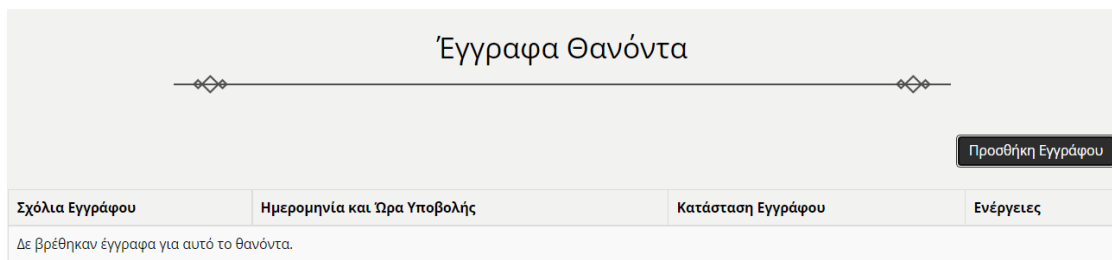 Έγγραφα Θανόντα
Προσθήκη Εγγράφου
Σχόλια Εγγράφου Ημερομηνία και Ώρα Υποβολής Κατάσταση Εγγράφου Ενέργειες
Δε βρέθηκαν έγγραφα για αυτό το θανόντα.